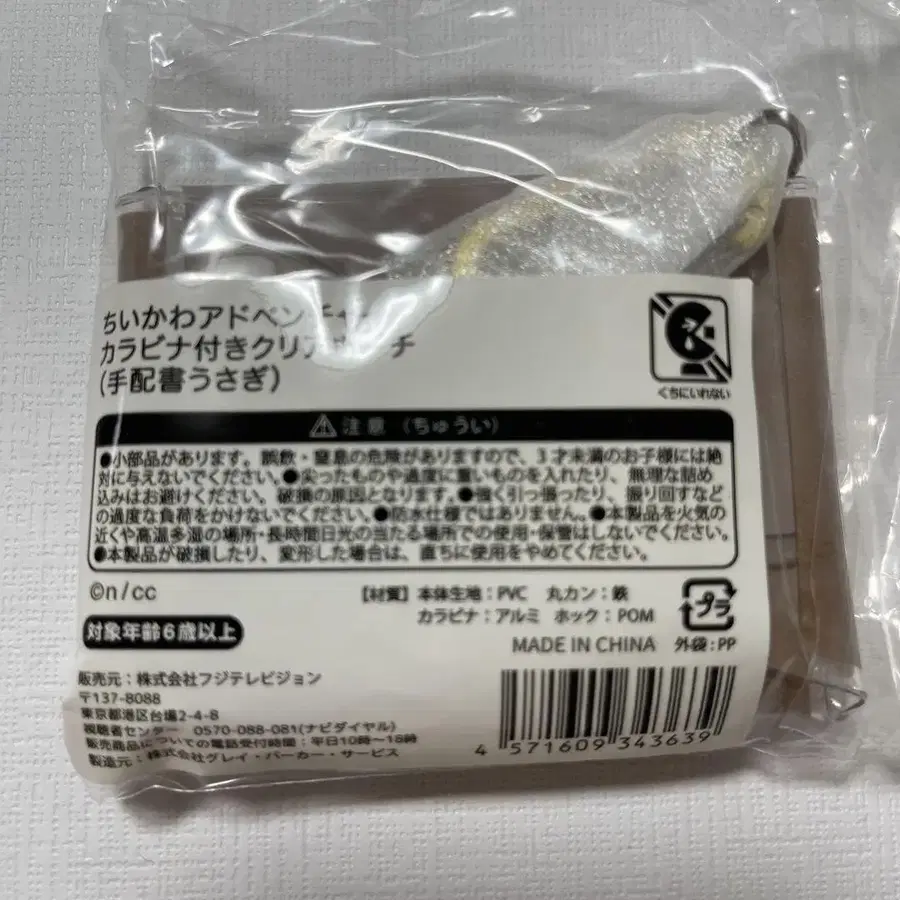 ちいかわアドベンチャー
カラビナ付きクリアポーチ
(手配書うさぎ)
くちにいれない
注意 (ちゅうい)
●小部品があります。誤飲・窒息の危険がありますので、3才未満のお子様には絶
対に与えないでください。●尖ったものや過度に重いものを入れたり、無理な詰め
込みはお避けください。破損の原因となります。●強く引っ張ったり、振り回すなど
の過度な負荷をかけないでください。●防水仕様ではありません。●本製品を火気の
近くや高温多湿の場所・長時間日光の当たる場所での使用・保管はしないでください。
●本製品が破損したり、変形した場合は、直ちに使用をやめてください。
©n/cc
【材質】本体生地：PVC 丸カン：鉄
カラビナ：アルミ ホック：POM
プラ
対象年齢6歳以上
MADE IN CHINA 外袋：PP
販売元：株式会社フジテレビジョン
〒137-8088
東京都港区台場2-4-8
視聴者センター 0570-088-081(ナビダイヤル)
販売商品についての電話受付時間：平日10時～18時
製造元：株式会社グレイ・パーカー・サービス
4 571609 343639